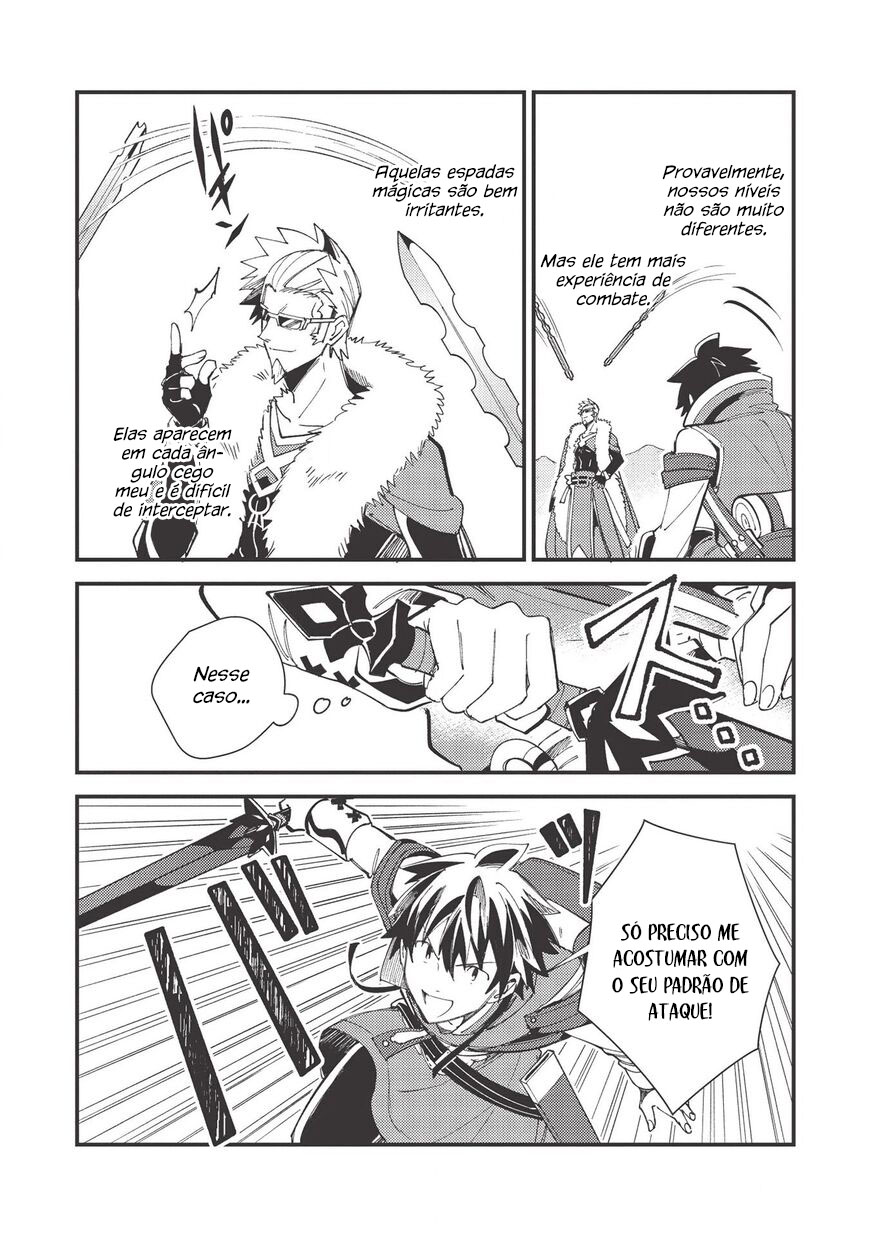 Provavelmente,
nossos níveis
não são muito
diferentes.
Mas ele tem mais
experiência de
combate.
Aquelas espadas
mágicas são bem
irritantes.
Elas aparecem
em cada ân-
gulo cego
meu e é difícil
de interceptar.
Nesse
caso...
SÓ PRECISO ME
ACOSTUMAR COM
O SEU PADRÃO DE
ATAQUE!